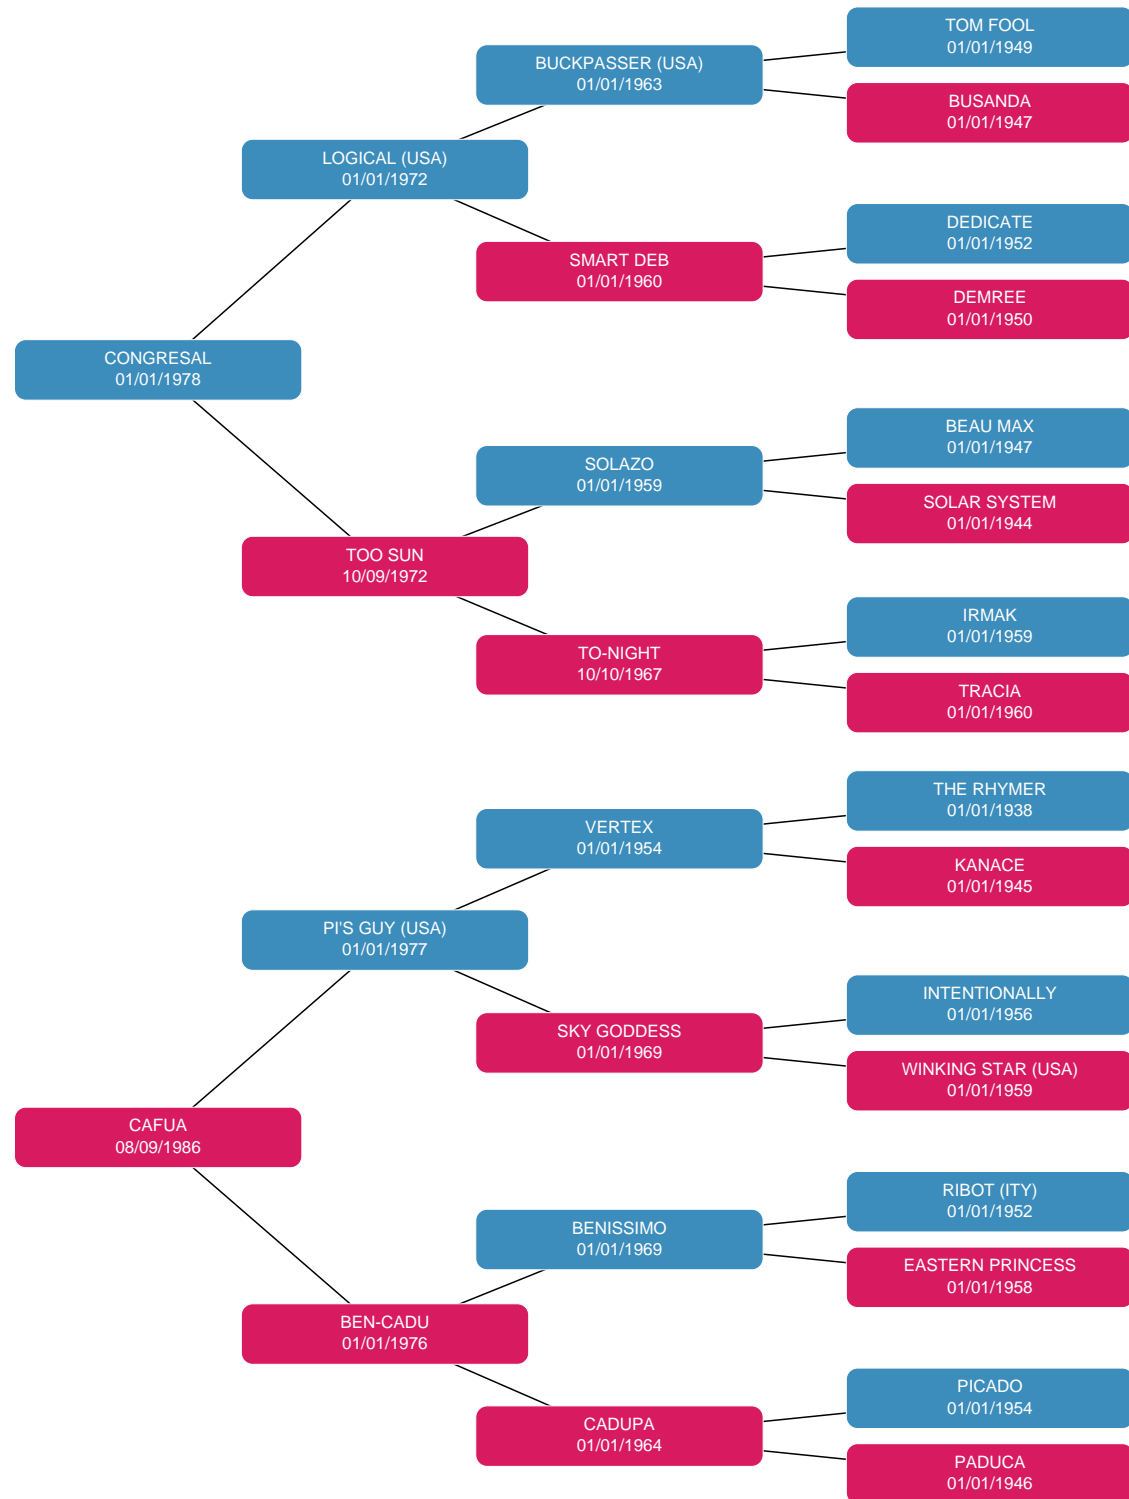 TOM FOOL
01/01/1949
BUCKPASSER (USA)
01/01/1963
BUSANDA
01/01/1947
LOGICAL (USA)
01/01/1972
DEDICATE
01/01/1952
SMART DEB
01/01/1960
DEMREE
01/01/1950
CONGRESAL
01/01/1978
BEAU MAX
01/01/1947
SOLAZO
01/01/1959
SOLAR SYSTEM
01/01/1944
TOO SUN
10/09/1972
IRMAK
01/01/1959
TO-NIGHT
10/10/1967
TRACIA
01/01/1960
THE RHYMER
01/01/1938
VERTEX
01/01/1954
KANACE
01/01/1945
PI'S GUY (USA)
01/01/1977
INTENTIONALLY
01/01/1956
SKY GODDESS
01/01/1969
WINKING STAR (USA)
01/01/1959
CAFUA
08/09/1986
RIBOT (ITY)
01/01/1952
BENISSIMO
01/01/1969
EASTERN PRINCESS
01/01/1958
BEN-CADU
01/01/1976
PICADO
01/01/1954
CADUPA
01/01/1964
PADUCA
01/01/1946